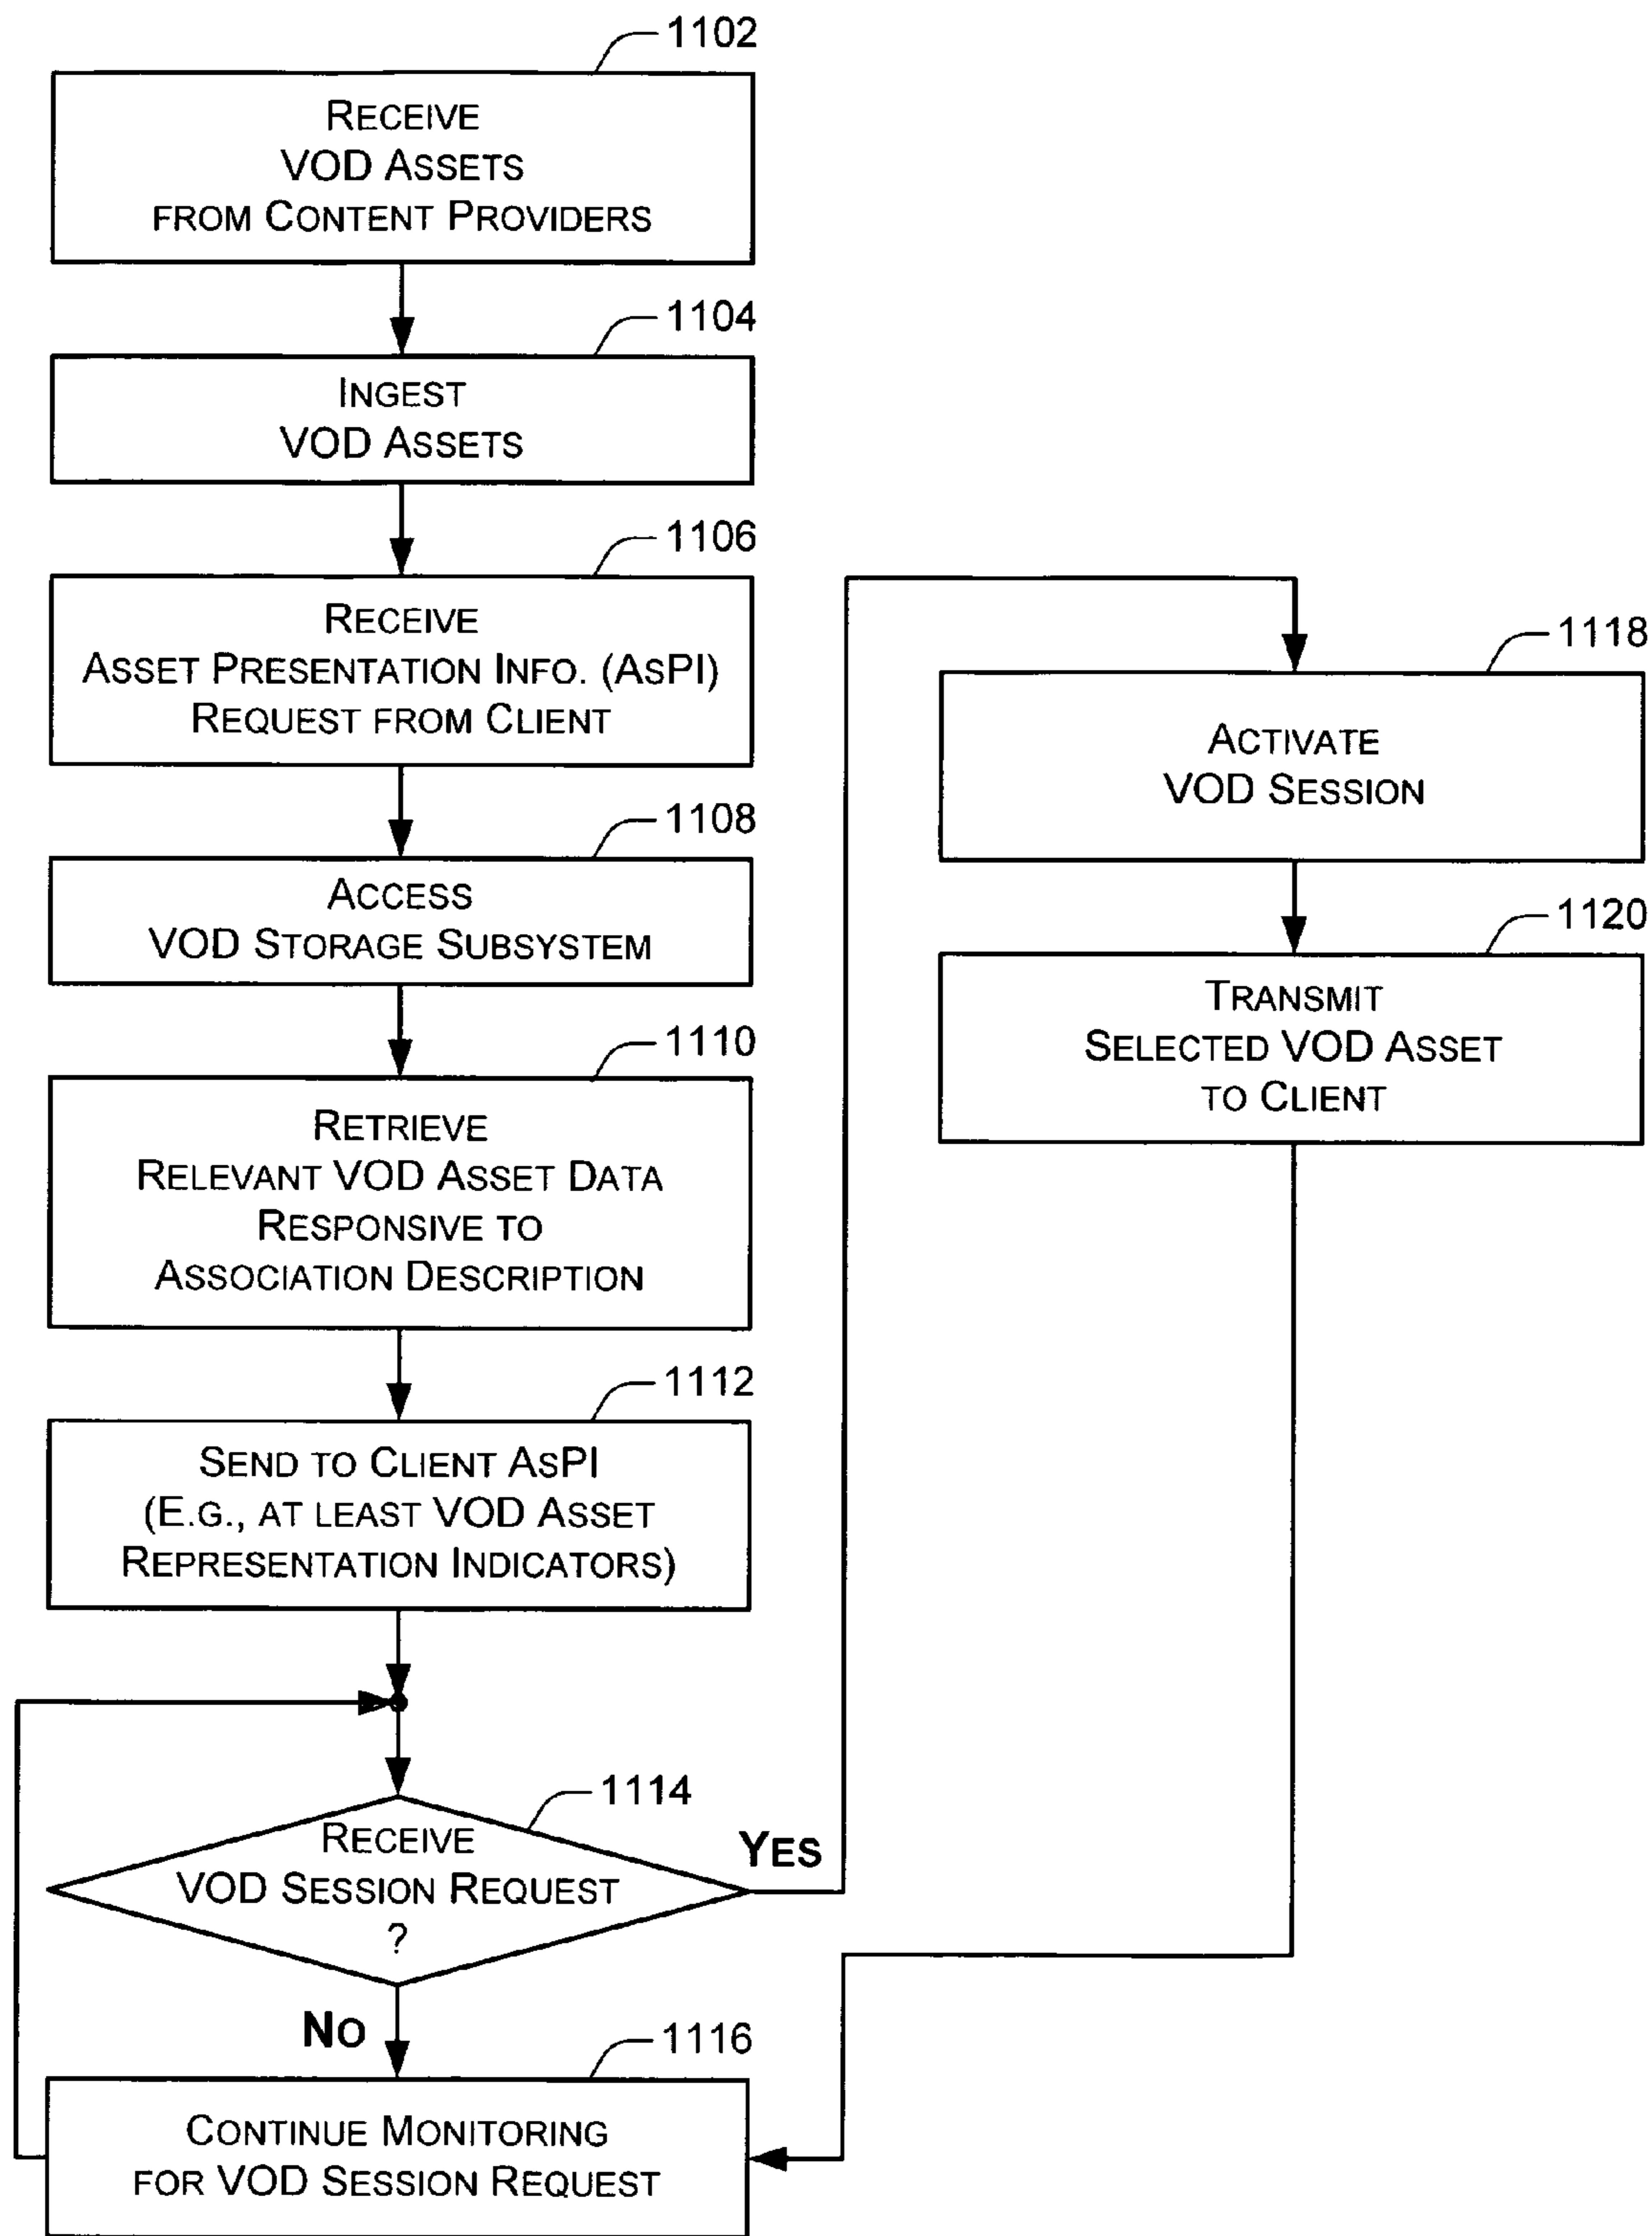 1102
RECEIVE
VOD ASSETS
FROM CONTENT PROVIDERS
1104
INGEST
VOD ASSETS
1106
RECEIVE
ASSET PRESENTATION INFO. (ASPI)
REQUEST FROM CLIENT
1108
ACCESS
VOD STORAGE SUBSYSTEM
1110
RETRIEVE
RELEVANT VOD ASSET DATA
RESPONSIVE TO
ASSOCIATION DESCRIPTION
1112
SEND TO CLIENT ASPI
(E.G., AT LEAST VOD ASSET
REPRESENTATION INDICATORS)
1114
RECEIVE
VOD SESSION REQUEST
?
YES
NO
1116
CONTINUE MONITORING
FOR VOD SESSION REQUEST
1118
ACTIVATE
VOD SESSION
1120
TRANSMIT
SELECTED VOD ASSET
TO CLIENT